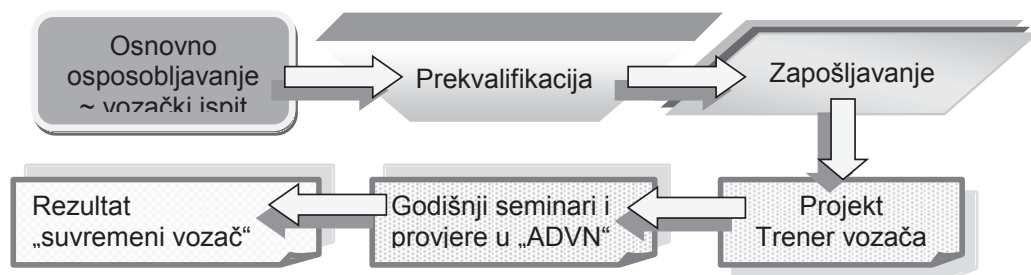 Osnovno
osposobljavanje
~ vozački ispit
Prekvalifikacija
Zapošljavanje
Projekt
Trener vozača
Godišnji seminari i
provjere u „ADVN“
Rezultat
„suvremeni vozač“